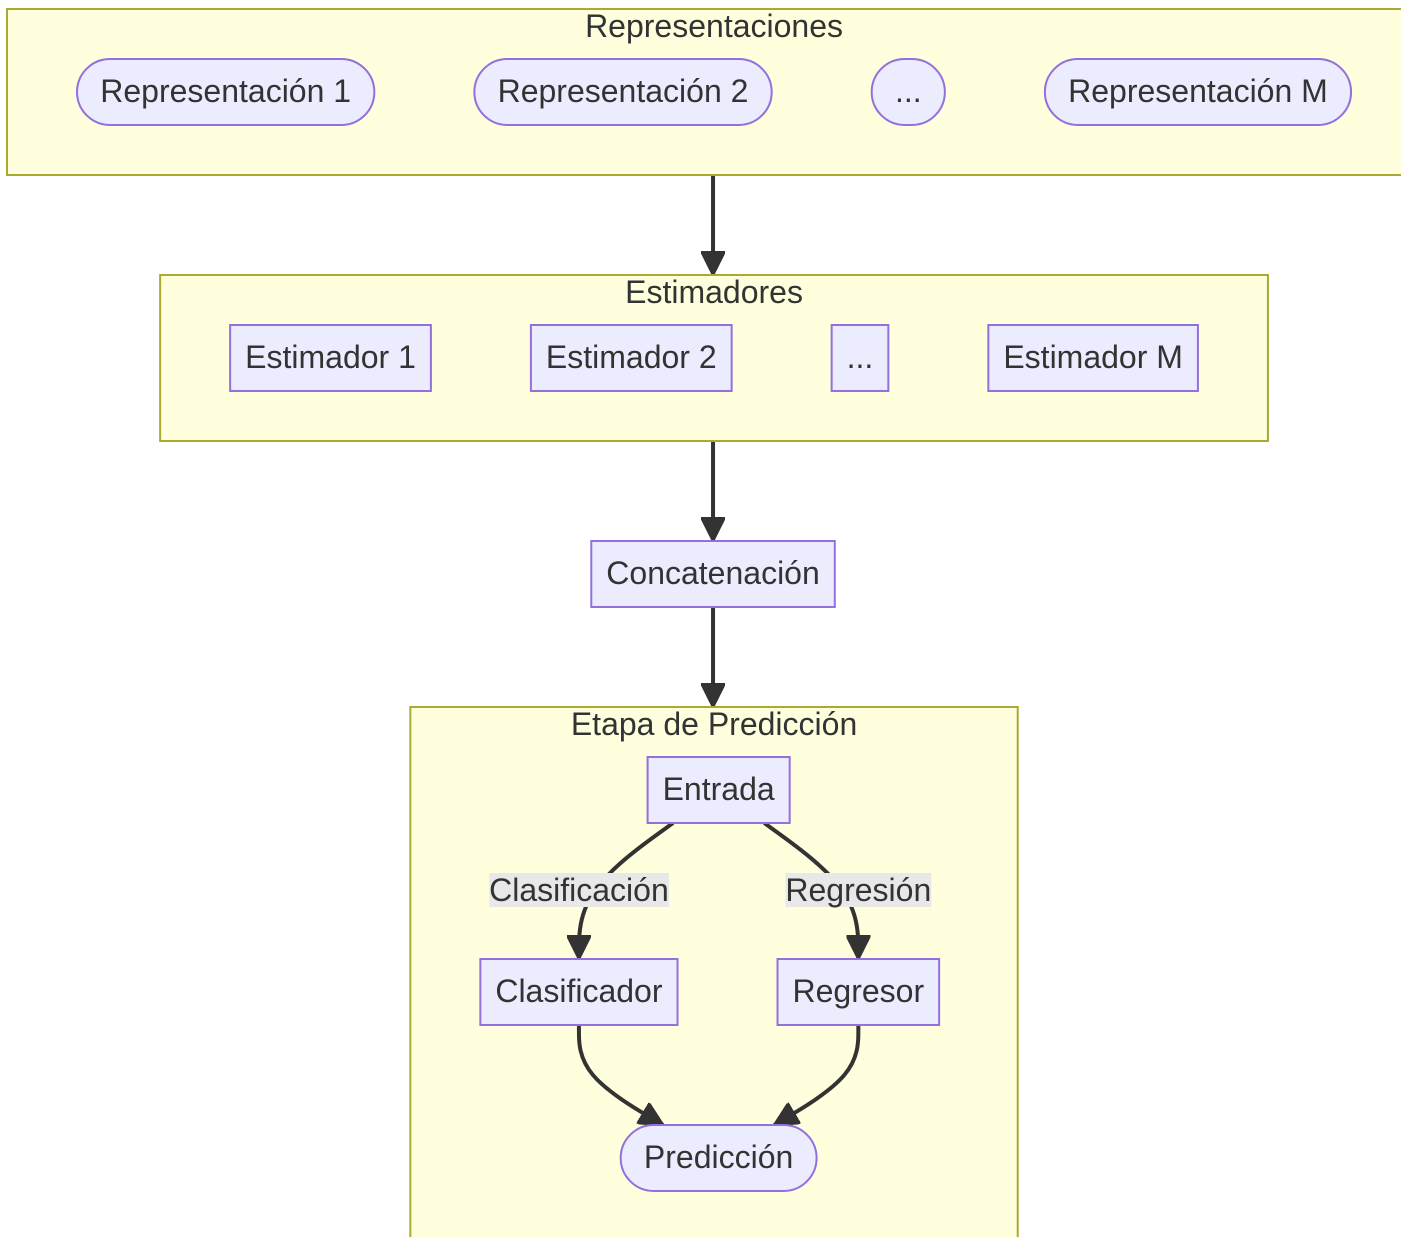 Representaciones
Representación 1
Representación 2
...
Representación M
Estimadores
Estimador 1
Estimador 2
...
Estimador M
Concatenación
Etapa de Predicción
Entrada
Clasificación
Regresión
Clasificador
Regresor
Predicción